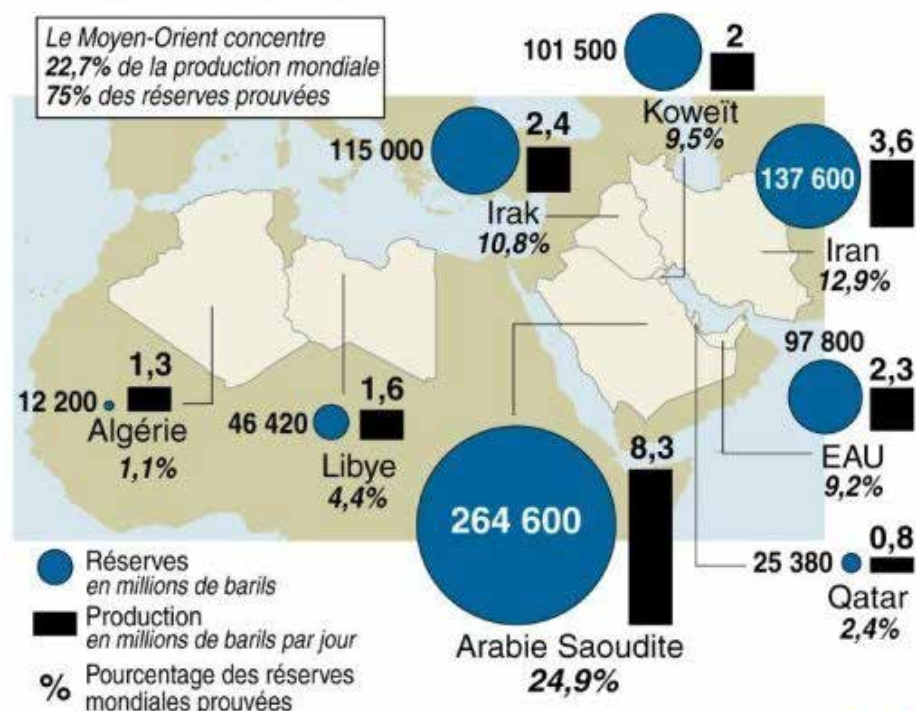 Le Moyen-Orient concentre
22,7% de la production mondiale
75% des réserves prouvées
101 500
2
Koweït
9,5%
115 000
2,4
Irak
10,8%
137 600
3,6
Iran
12,9%
12 200
1,3
Algérie
1,1%
46 420
1,6
Libye
4,4%
264 600
8,3
Arabie Saoudite
24,9%
97 800
2,3
EAU
9,2%
25 380
0,8
Qatar
2,4%
Réserves
en millions de barils
Production
en millions de barils par jour
% Pourcentage des réserves
mondiales prouvées